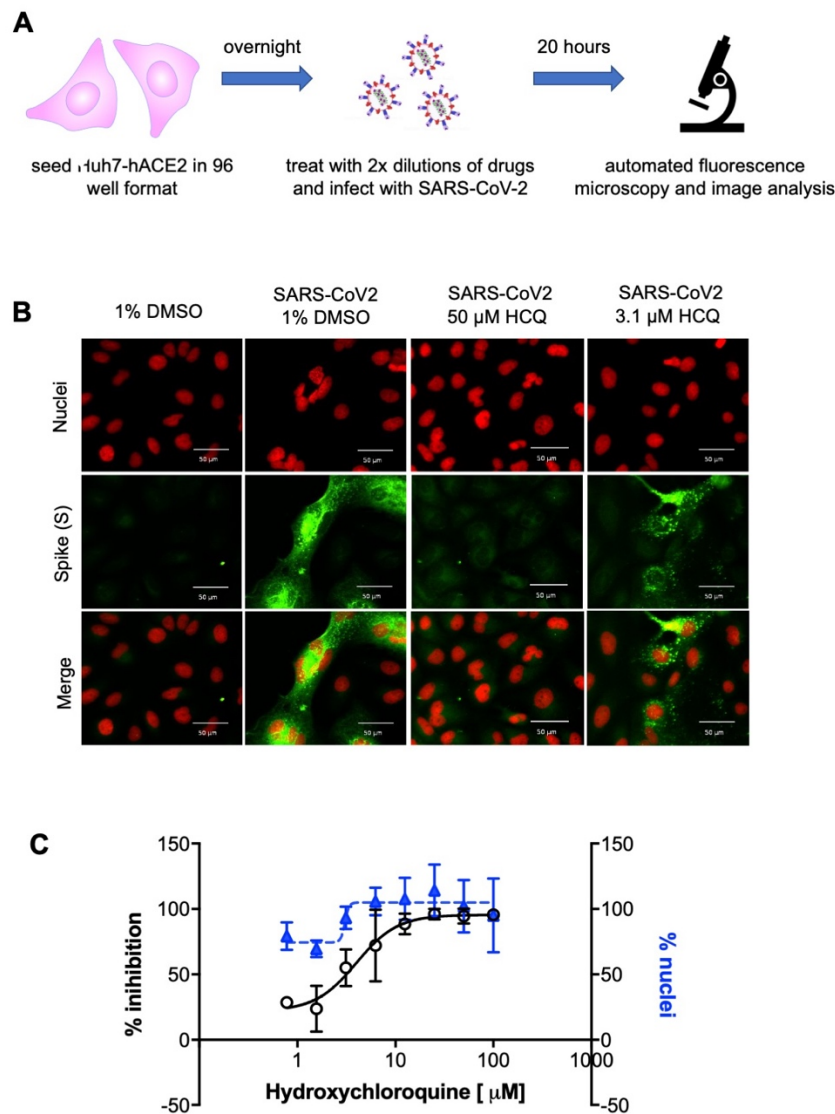 A
overnight
20 hours
seed Huh7-hACE2 in 96
well format
treat with 2x dilutions of drugs
and infect with SARS-CoV-2
automated fluorescence
microscopy and image analysis
B
1% DMSO
SARS-CoV2
1% DMSO
SARS-CoV2
50 µM HCQ
SARS-CoV2
3.1 µM HCQ
Nuclei
50 µm
50 µm
50 µm
50 µm
Spike (S)
50 µm
50 µm
50 µm
50 µm
Merge
50 µm
50 µm
50 µm
50 µm
C
% inihibition
150
100
50
0
-50
150
100
50
0
-50
% nuclei
1
10
100
1000
Hydroxychloroquine [ µM]